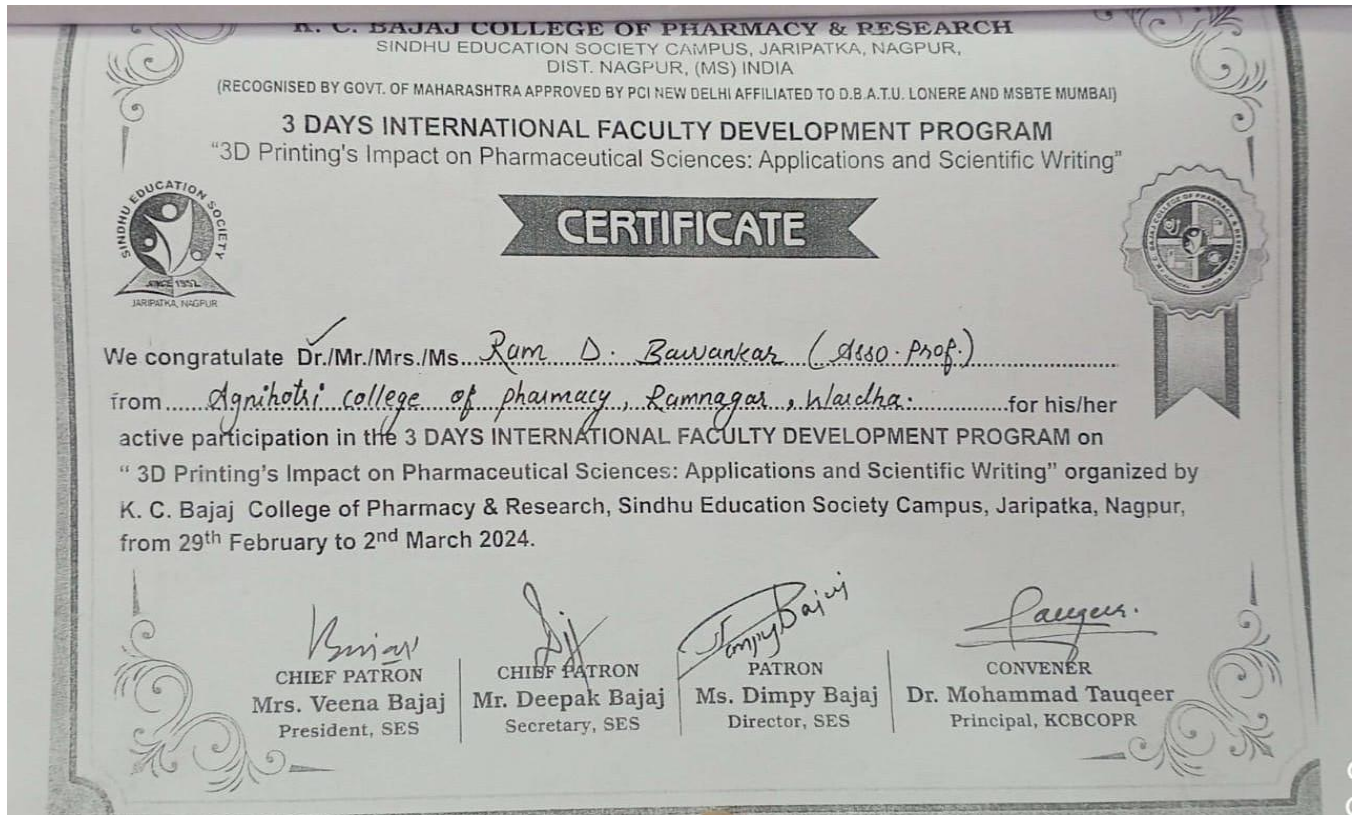 K. C. BAJAJ COLLEGE OF PHARMACY & RESEARCH
SINDHU EDUCATION SOCIETY CAMPUS, JARIPATKA, NAGPUR,
DIST. NAGPUR, (MS) INDIA
(RECOGNISED BY GOVT. OF MAHARASHTRA APPROVED BY PCI NEW DELHI AFFILIATED TO D.B.A.T.U. LONERE AND MSBTE MUMBAI)
3 DAYS INTERNATIONAL FACULTY DEVELOPMENT PROGRAM
"3D Printing's Impact on Pharmaceutical Sciences: Applications and Scientific Writing"
SINDHU EDUCATION SOCIETY
SINCE 1952
JARIPATKA, NAGPUR
CERTIFICATE
K. C. BAJAJ COLLEGE OF PHARMACY & RESEARCH
We congratulate Dr./Mr./Mrs./Ms. Ram D. Bawankar (Asso. Prof.)
from Agnihotri college of pharmacy, Ramnagar, Wardha. for his/her
active participation in the 3 DAYS INTERNATIONAL FACULTY DEVELOPMENT PROGRAM on
" 3D Printing's Impact on Pharmaceutical Sciences: Applications and Scientific Writing" organized by
K. C. Bajaj College of Pharmacy & Research, Sindhu Education Society Campus, Jaripatka, Nagpur,
from 29th February to 2nd March 2024.
Dimpy Bajaj
CHIEF PATRON CHIEF PATRON PATRON CONVENER
Mrs. Veena Bajaj Mr. Deepak Bajaj Ms. Dimpy Bajaj Dr. Mohammad Tauqeer
President, SES Secretary, SES Director, SES Principal, KCBCOPR